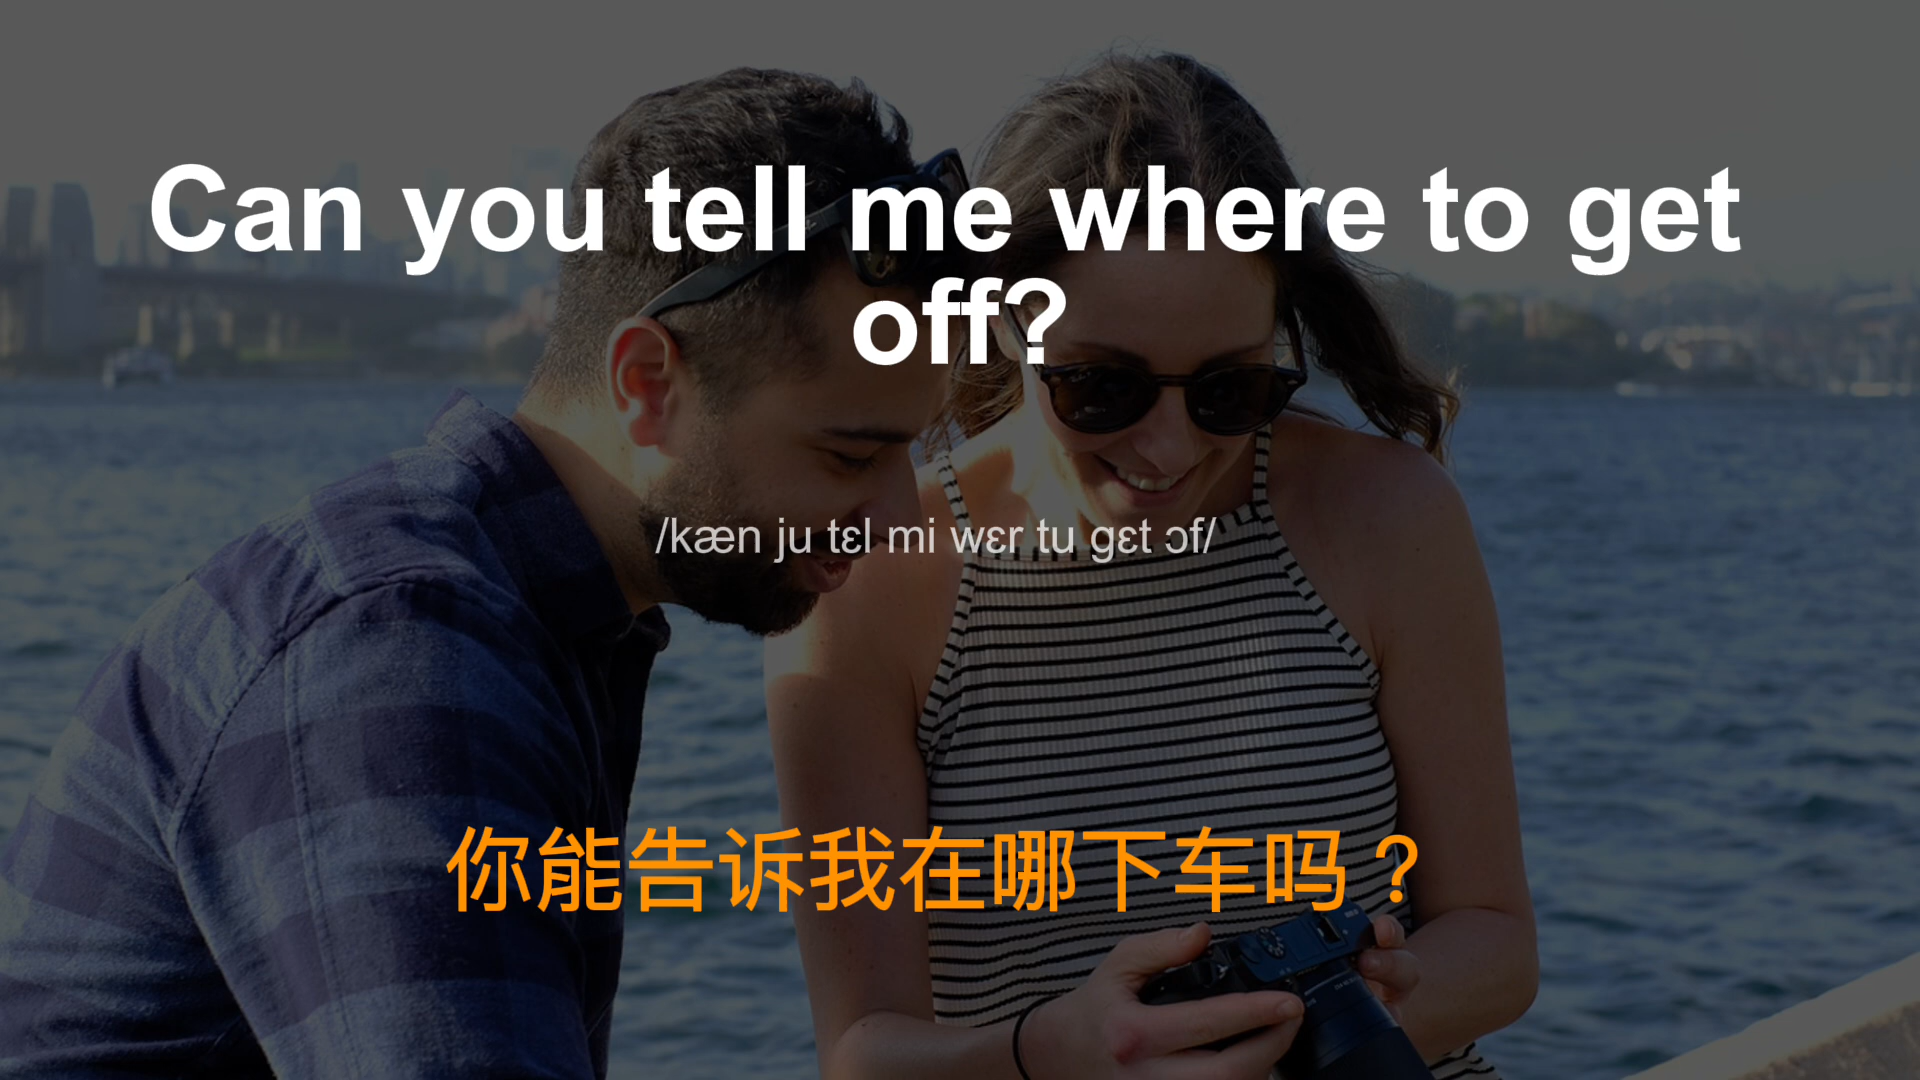 Can you tell me where to get
off?
/kæn ju tɛl mi wɛr tu gɛt ɔf/
你能告诉我在哪下车吗？